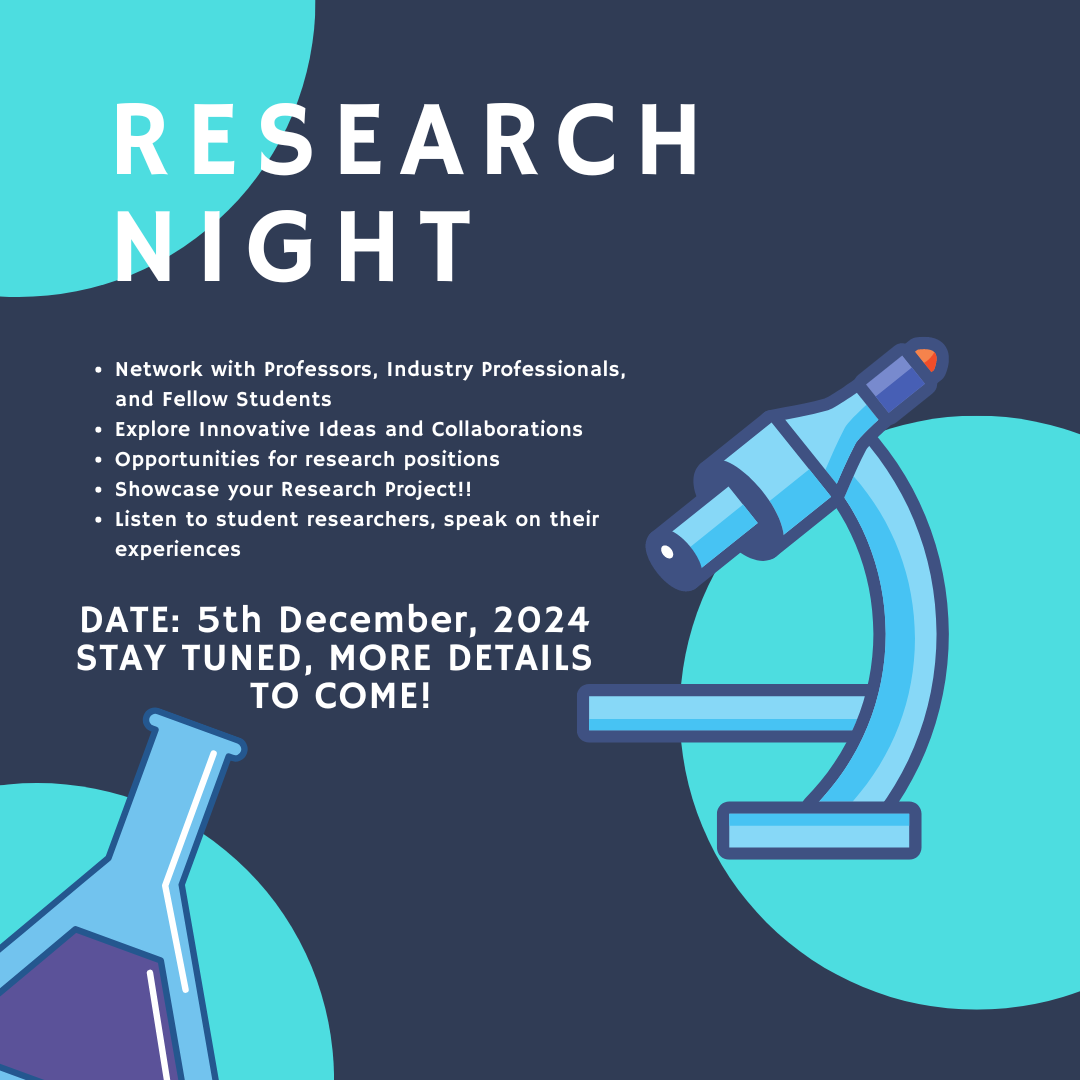 RESEARCH
NIGHT
• Network with Professors, Industry Professionals,
and Fellow Students
• Explore Innovative Ideas and Collaborations
• Opportunities for research positions
• Showcase your Research Project!!
• Listen to student researchers, speak on their
experiences
DATE: 5th December, 2024
STAY TUNED, MORE DETAILS
TO COME!